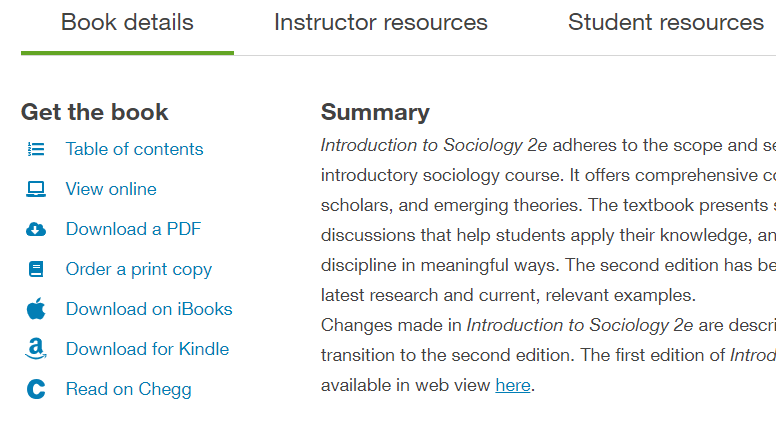 Book details
Instructor resources
Student resources
Get the book
Table of contents
View online
Download a PDF
Order a print copy
Download on iBooks
Download for Kindle
Read on Chegg
Summary
Introduction to Sociology 2e adheres to the scope and se
introductory sociology course. It offers comprehensive co
scholars, and emerging theories. The textbook presents s
discussions that help students apply their knowledge, an
discipline in meaningful ways. The second edition has be
latest research and current, relevant examples.
Changes made in Introduction to Sociology 2e are descri
transition to the second edition. The first edition of Introd
available in web view here.